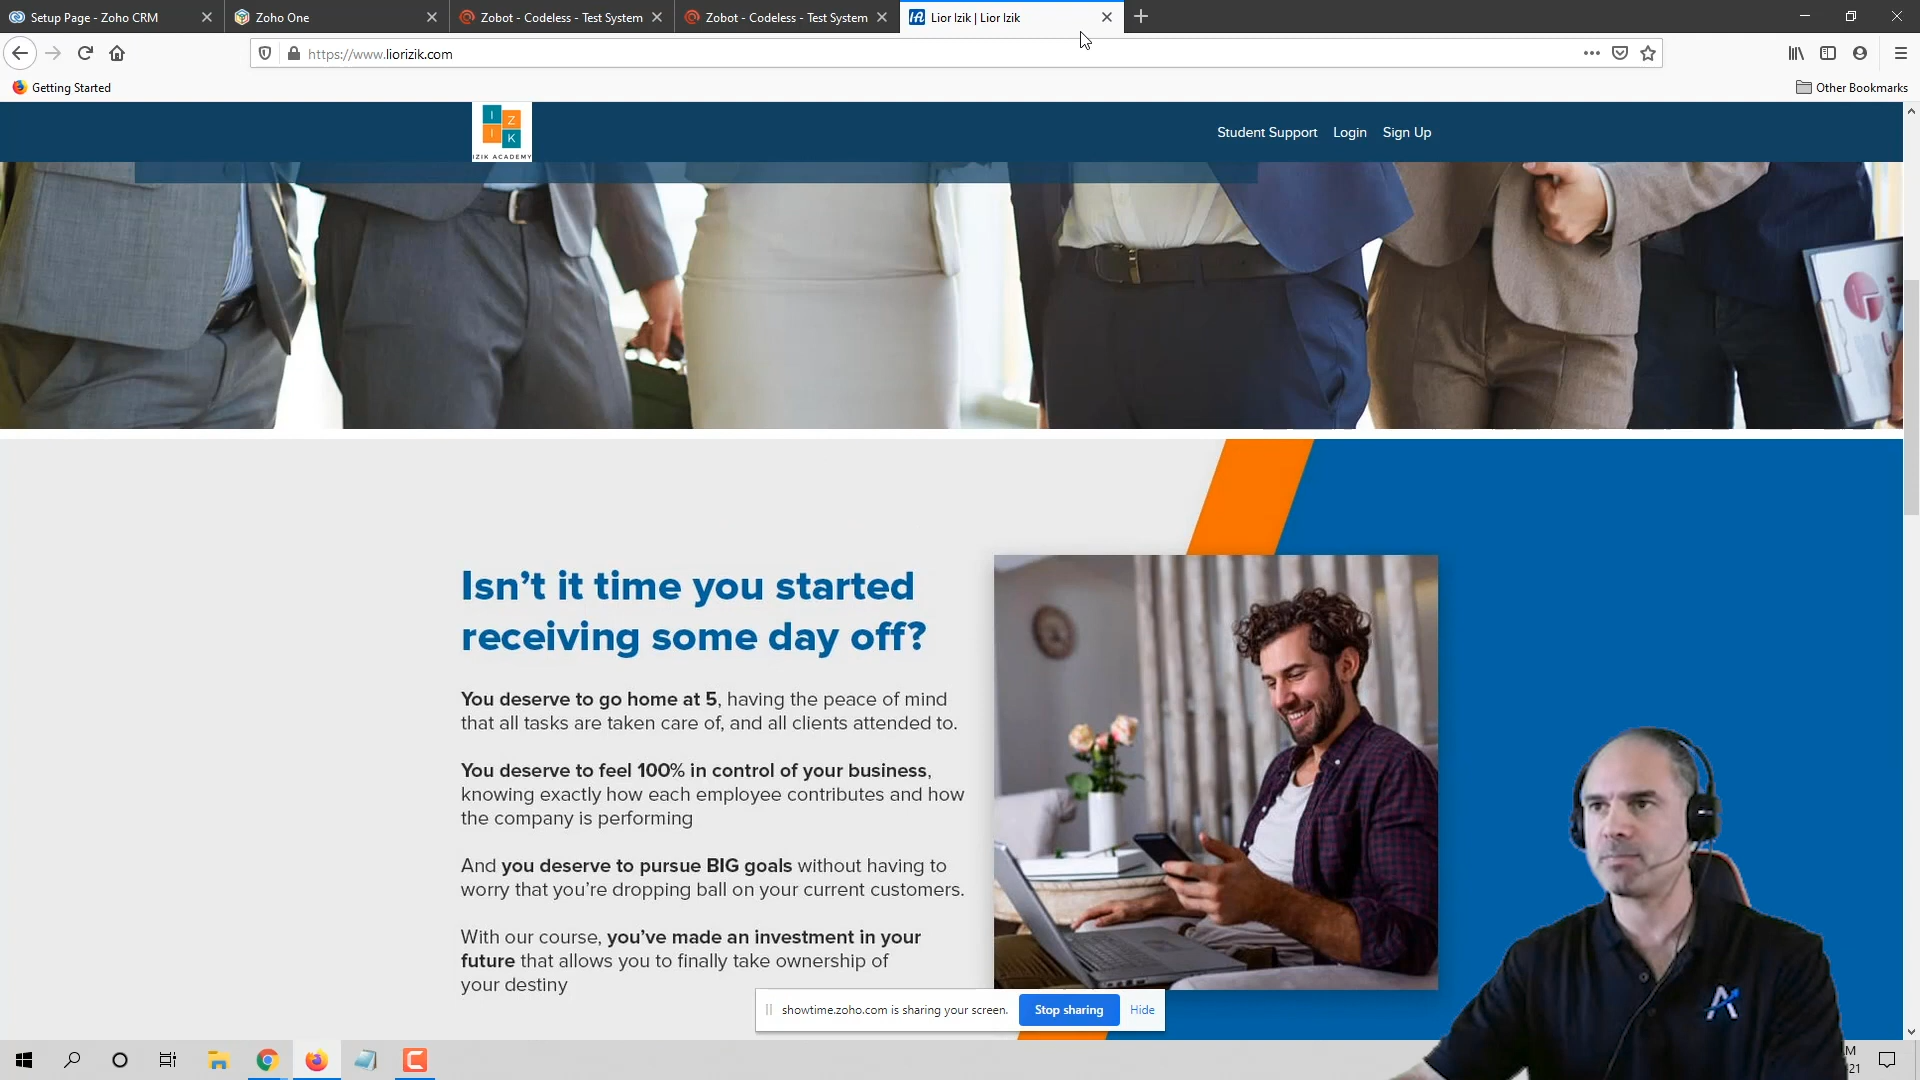 Setup Page - Zoho CRM
Zoho One
Zobot - Codeless - Test System
Zobot - Codeless - Test System
Lior Izik | Lior Izik
https://www.liorizik.com
Getting Started
Other Bookmarks
I Z
I K
IZIK ACADEMY
Student Support
Login
Sign Up
Isn't it time you started
receiving some day off?
You deserve to go home at 5, having the peace of mind
that all tasks are taken care of, and all clients attended to.
You deserve to feel 100% in control of your business,
knowing exactly how each employee contributes and how
the company is performing
And you deserve to pursue BIG goals without having to
worry that you're dropping ball on your current customers.
With our course, you've made an investment in your
future that allows you to finally take ownership of
your destiny
showtime.zoho.com is sharing your screen.
Stop sharing
Hide